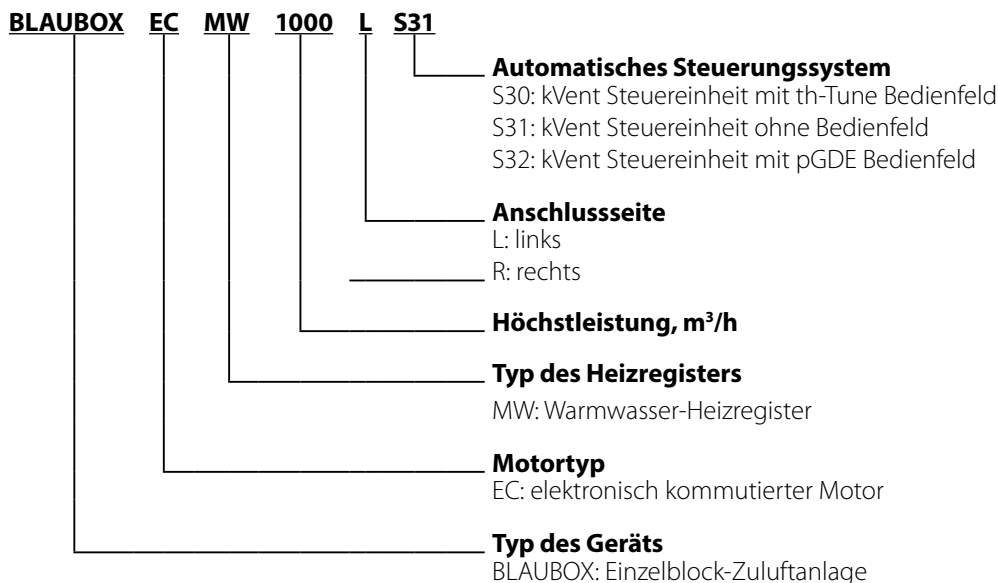 BLAUBOX EC MW 1000 L S31
Automatisches Steuerungssystem
S30: kVent Steuereinheit mit th-Tune Bedienfeld
S31: kVent Steuereinheit ohne Bedienfeld
S32: kVent Steuereinheit mit pGDE Bedienfeld
Anschlussseite
L: links
R: rechts
Höchstleistung, m³/h
Typ des Heizregisters
MW: Warmwasser-Heizregister
Motortyp
EC: elektronisch kommutierter Motor
Typ des Geräts
BLAUBOX: Einzelblock-Zuluftanlage